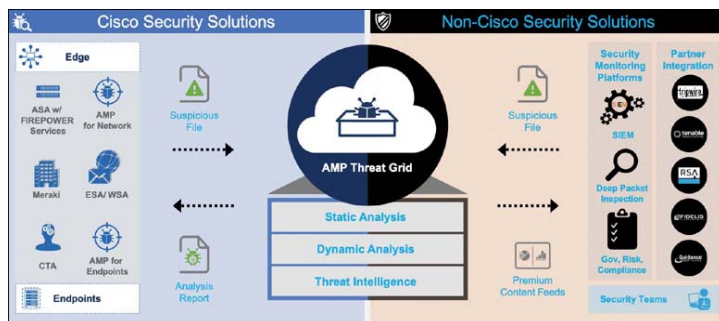 Cisco Security Solutions
Non-Cisco Security Solutions
Edge
ASA w/
FIREPOWER
Services
AMP
for Network
Meraki
ESA/WSA
CTA
AMP for
Endpoints
Endpoints
Suspicious
File
Analysis
Report
AMP Threat Grid
Static Analysis
Dynamic Analysis
Threat Intelligence
Suspicious
File
Premium
Content Feeds
Security
Monitoring
Platforms
SIEM
Deep Packet
Inspection
Gov, Risk,
Compliance
Partner
Integration
tripwire
tenable
RSA
FIDELIS
Guidance
Security Teams